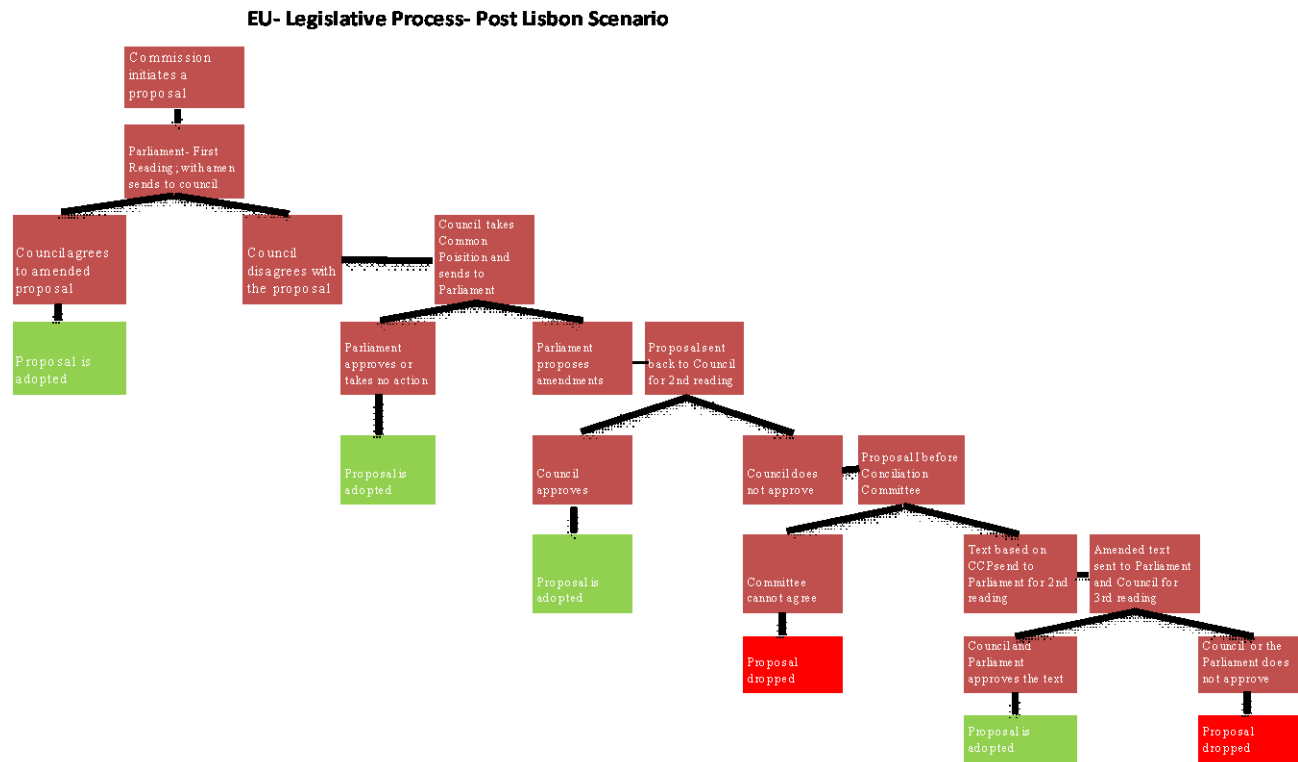 EU- Legislative Process- Post Lisbon Scenario
Commission
initiates a
proposal
Parliament- First
Reading; with amen
sends to council
Council agrees
to amended
proposal
Council
disagrees with
the proposal
Council takes
Common
Poisition and
sends to
Parliament
Proposal is
adopted
Parliament
approves or
takes no action
Parliament
proposes
amendments
Proposal sent
back to Council
for 2nd reading
Proposal is
adopted
Council
approves
Council does
not approve
Proposal I before
Conciliation
Committee
Proposal is
adopted
Committee
cannot agree
Text based on
CCPsend to
Parliament for 2nd
reading
Amended text
sent to Parliament
and Council for
3rd reading
Proposal
dropped
Council and
Parliament
approves the text
Council or the
Parliament does
not approve
Proposal is
adopted
Proposal
dropped